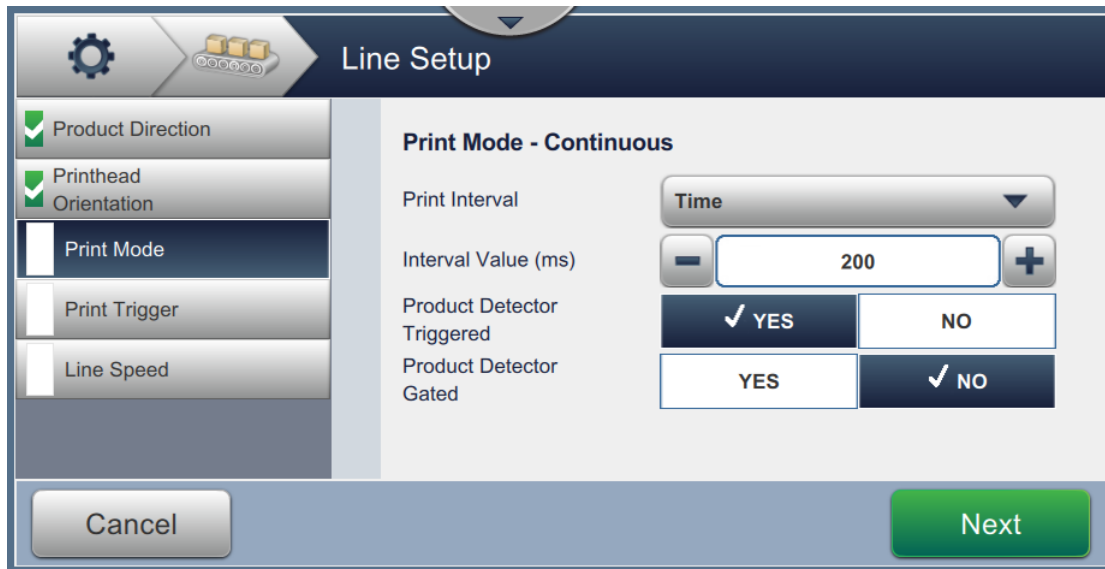 Line Setup
Product Direction
Printhead
Orientation
Print Mode
Print Trigger
Line Speed
Print Mode - Continuous
Print Interval
Time
Interval Value (ms)
200
Product Detector
Triggered
YES
NO
Product Detector
Gated
YES
NO
Cancel
Next